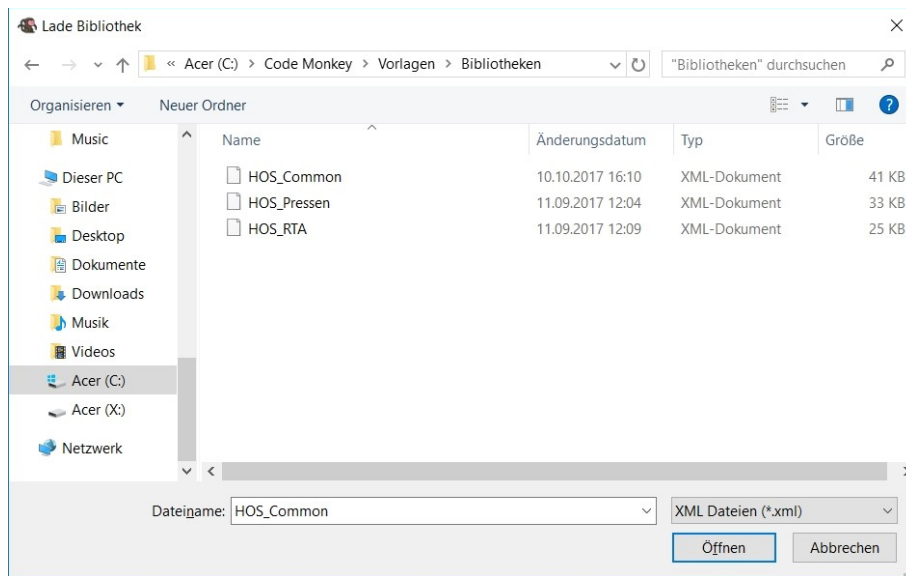 Lade Bibliothek
« Acer (C:) > Code Monkey > Vorlagen > Bibliotheken "Bibliotheken" durchsuchen
Organisieren Neuer Ordner ?
Music
Dieser PC
Bilder
Desktop
Dokumente
Downloads
Musik
Videos
Acer (C:)
Acer (X:)
Netzwerk
Name Änderungsdatum Typ Größe
HOS_Common 10.10.2017 16:10 XML-Dokument 41 KB
HOS_Pressen 11.09.2017 12:04 XML-Dokument 33 KB
HOS_RTA 11.09.2017 12:09 XML-Dokument 25 KB
Dateiname: HOS_Common XML Dateien (*.xml)
Öffnen Abbrechen